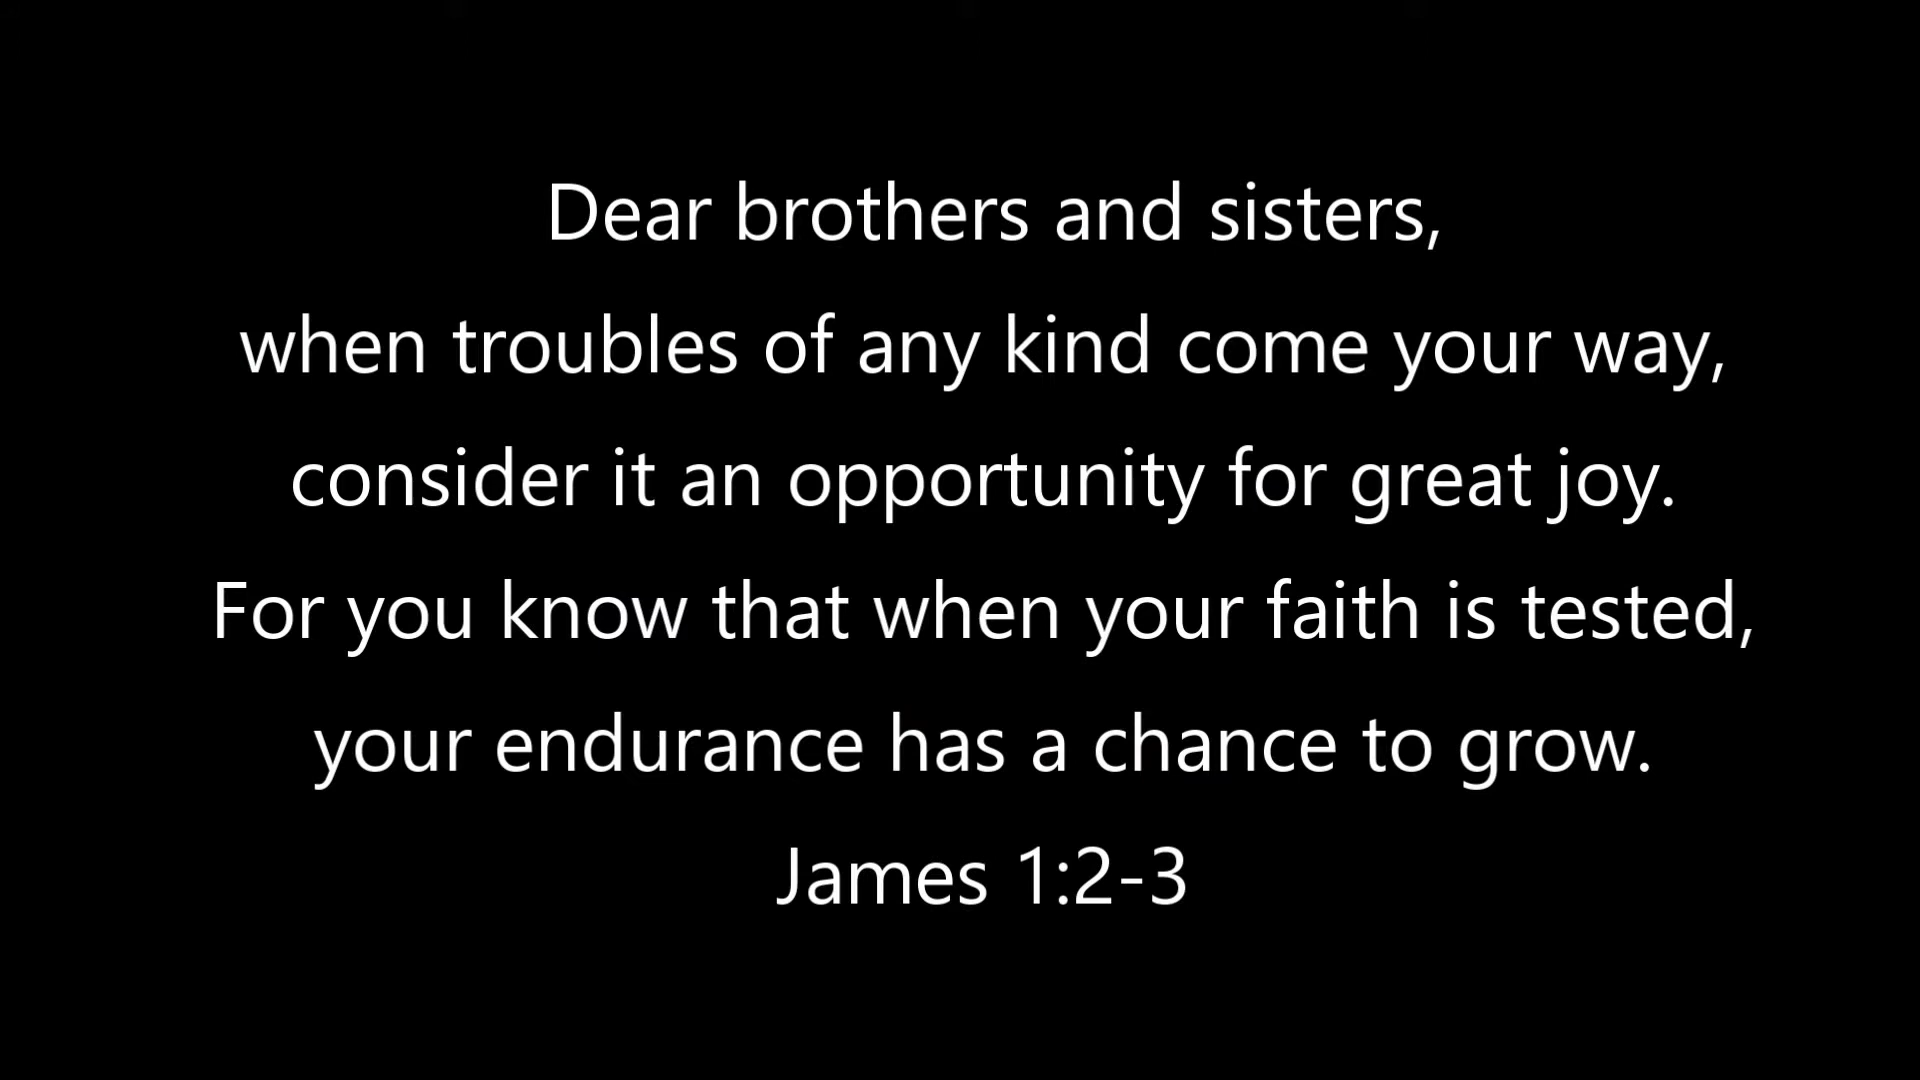 Dear brothers and sisters,
when troubles of any kind come your way,
consider it an opportunity for great joy.
For you know that when your faith is tested,
your endurance has a chance to grow.
James 1:2-3